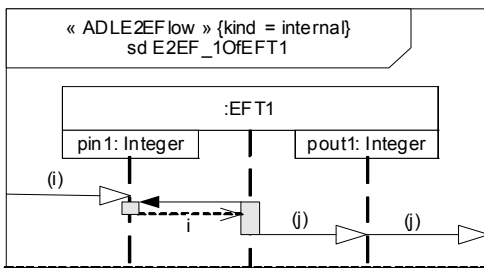 « ADLE2EFlow » {kind = internal}
sd E2EF_1OfEFT1
:EFT1
pin1: Integer
pout1: Integer
(i)
i
(j)
(j)